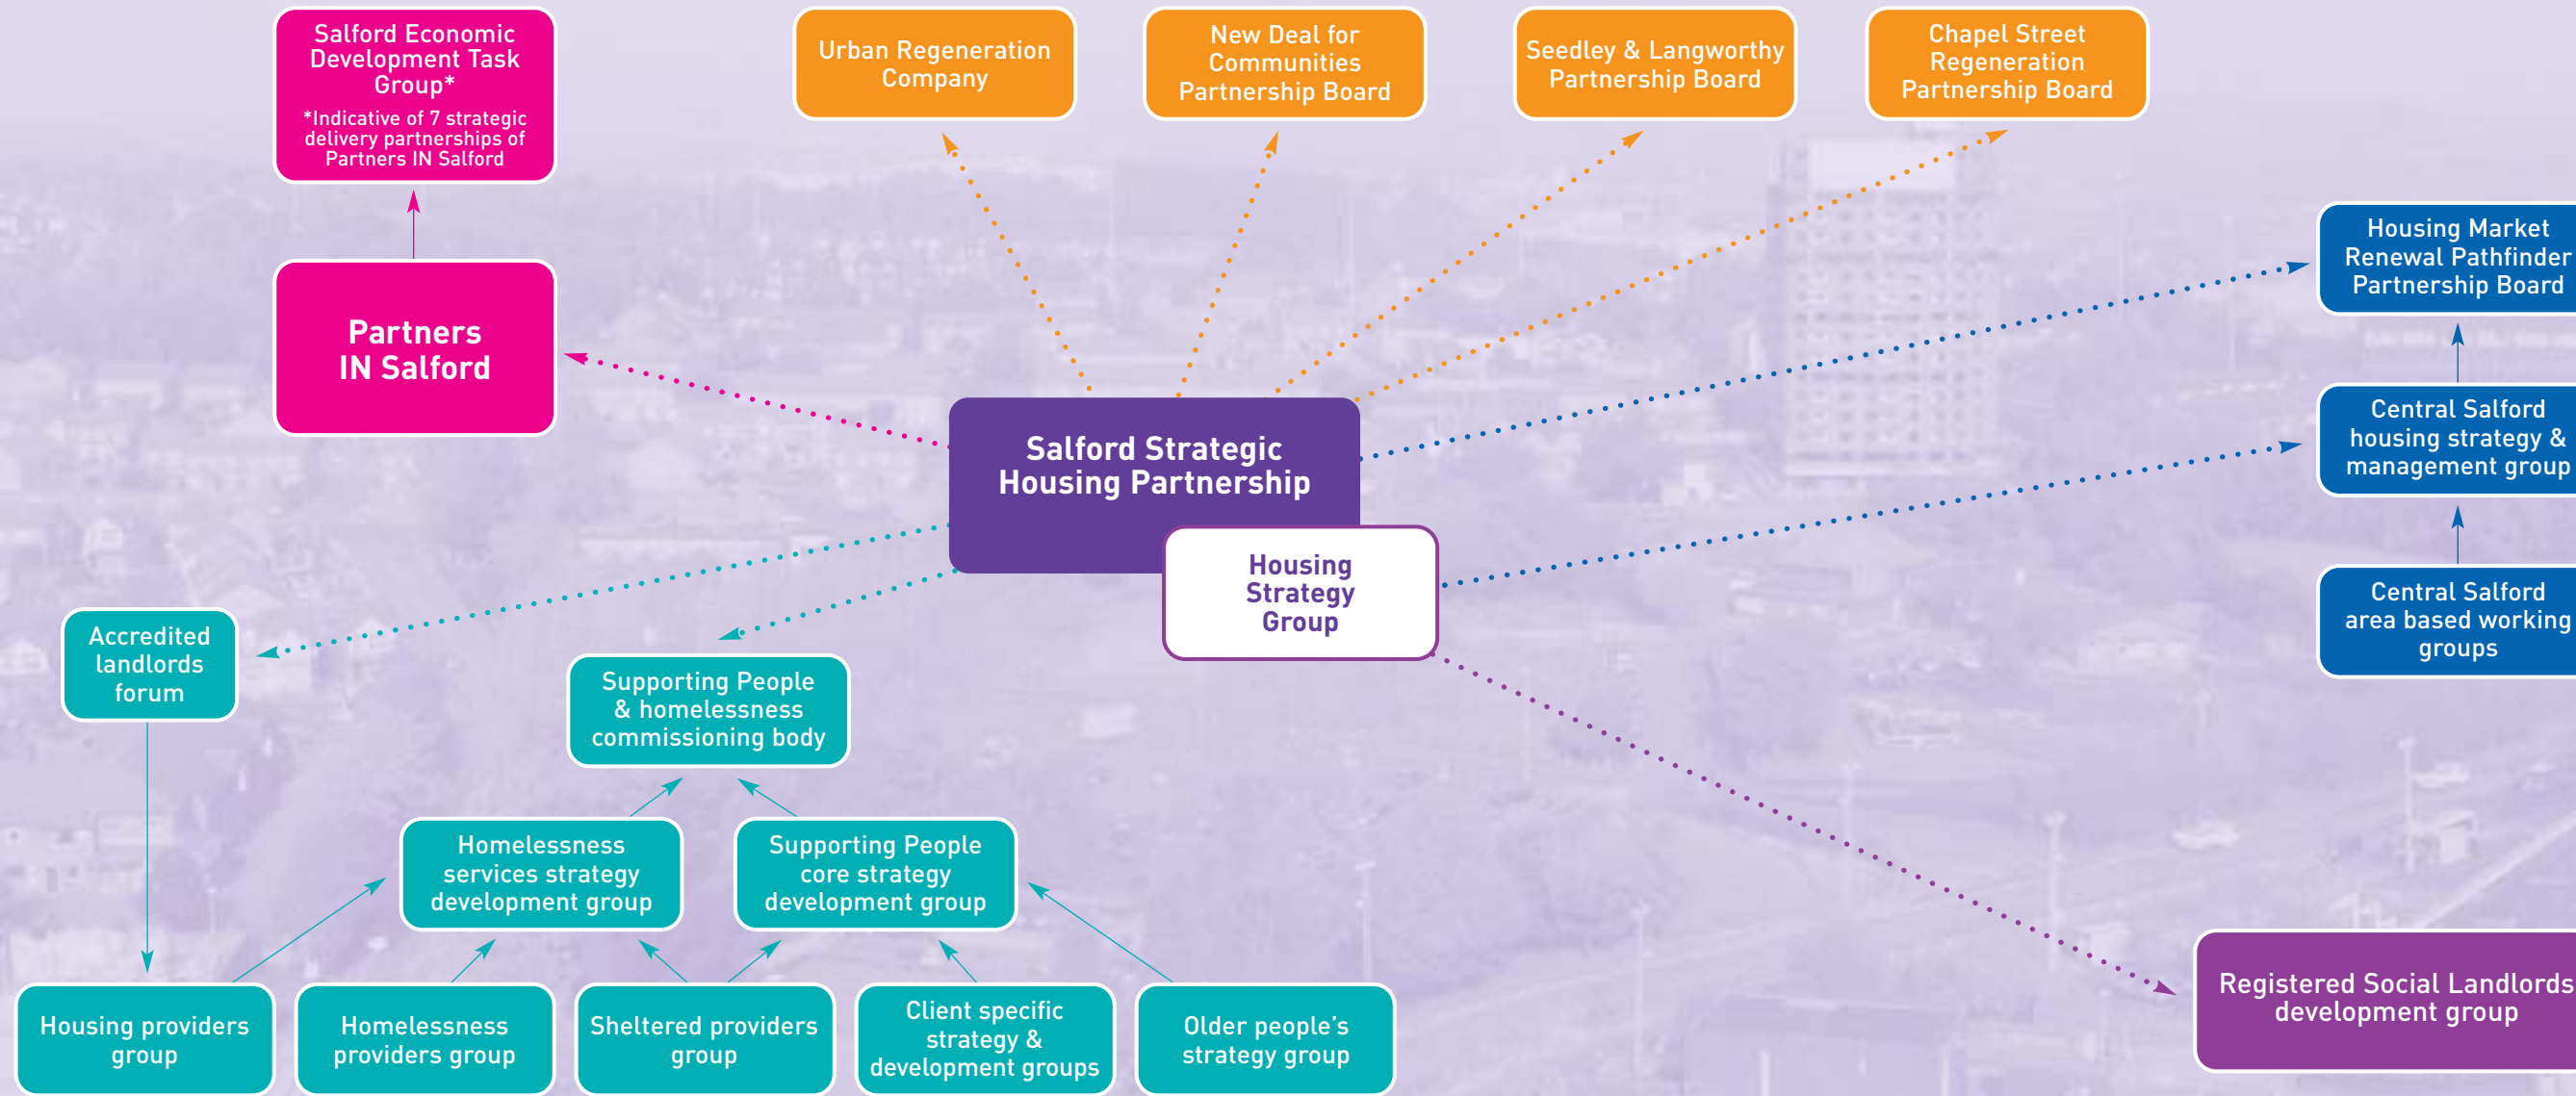 Salford Economic
Development Task
Group*
*Indicative of 7 strategic
delivery partnerships of
Partners IN Salford
Urban Regeneration
Company
New Deal for
Communities
Partnership Board
Seedley & Langworthy
Partnership Board
Chapel Street
Regeneration
Partnership Board
Housing Market
Renewal Pathfinder
Partnership Board
Partners
IN Salford
Central Salford
housing strategy &
management group
Salford Strategic
Housing Partnership
Housing
Strategy
Group
Central Salford
area based working
groups
Accredited
landlords
forum
Supporting People
& homelessness
commissioning body
Homelessness
services strategy
development group
Supporting People
core strategy
development group
Registered Social Landlords
development group
Housing providers
group
Homelessness
providers group
Sheltered providers
group
Client specific
strategy &
development groups
Older people’s
strategy group